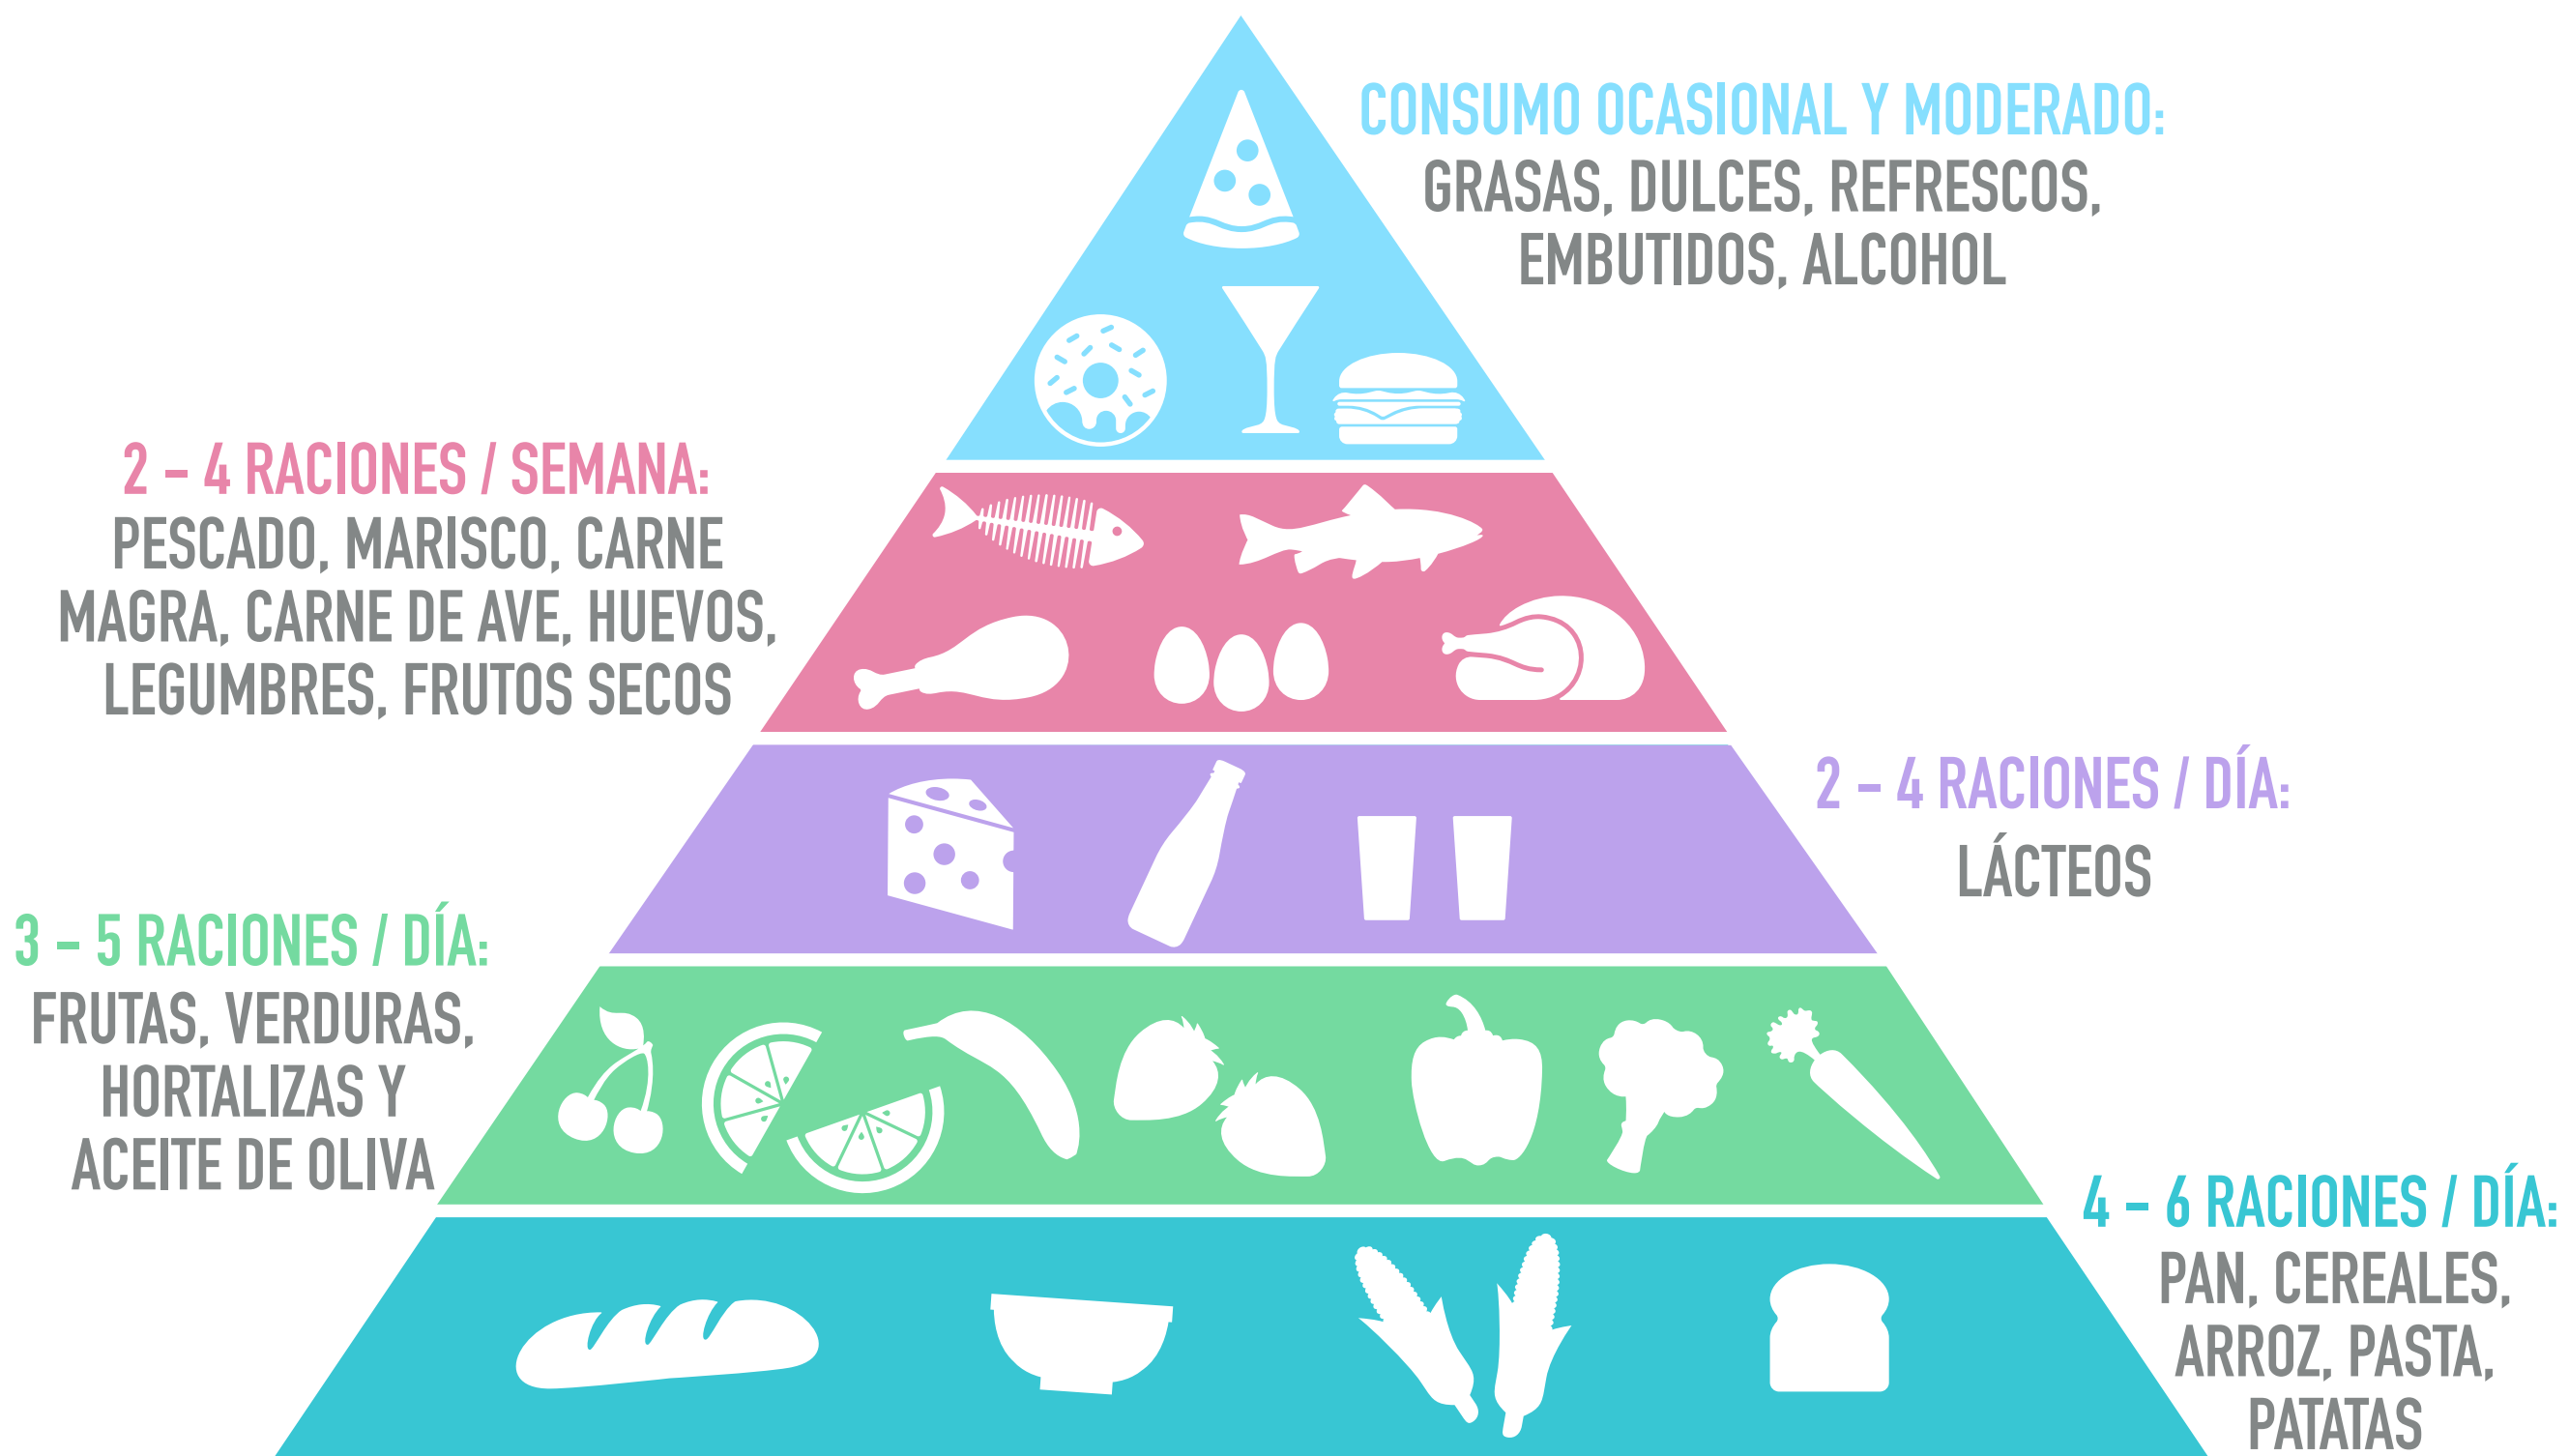 CONSUMO OCASIONAL Y MODERADO:
GRASAS, DULCES, REFRESCOS,
EMBUTIDOS, ALCOHOL
2 – 4 RACIONES / SEMANA:
PESCADO, MARISCO, CARNE
MAGRA, CARNE DE AVE, HUEVOS,
LEGUMBRES, FRUTOS SECOS
2 – 4 RACIONES / DÍA:
LÁCTEOS
3 – 5 RACIONES / DÍA:
FRUTAS, VERDURAS,
HORTALIZAS Y
ACEITE DE OLIVA
4 – 6 RACIONES / DÍA:
PAN, CEREALES,
ARROZ, PASTA,
PATATAS